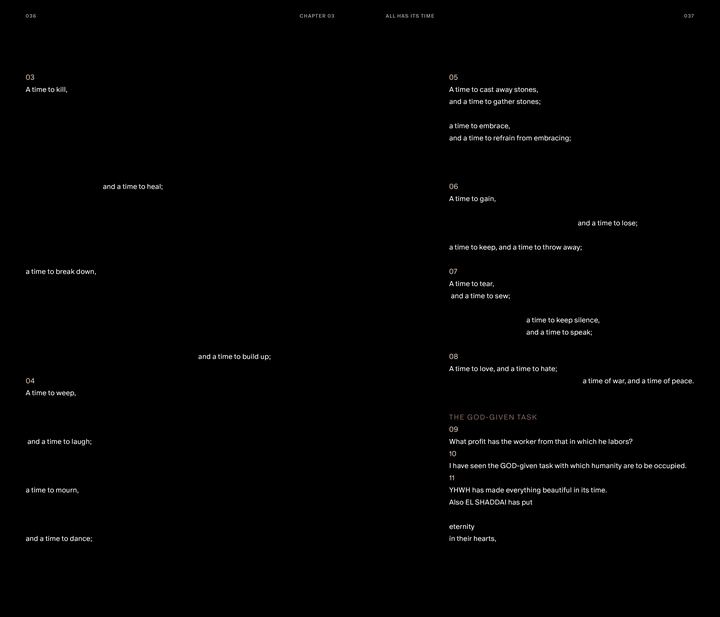 036
CHAPTER 03
ALL HAS ITS TIME
037
03
A time to kill,
and a time to heal;
a time to break down,
and a time to build up;
04
A time to weep,
and a time to laugh;
a time to mourn,
and a time to dance;
05
A time to cast away stones,
and a time to gather stones;
a time to embrace,
and a time to refrain from embracing;
06
A time to gain,
and a time to lose;
a time to keep, and a time to throw away;
07
A time to tear,
and a time to sew;
a time to keep silence,
and a time to speak;
08
A time to love, and a time to hate;
a time of war, and a time of peace.
THE GOD-GIVEN TASK
09
What profit has the worker from that in which he labors?
10
I have seen the GOD-given task with which humanity are to be occupied.
11
YHWH has made everything beautiful in its time.
Also EL SHADDAI has put
eternity
in their hearts,